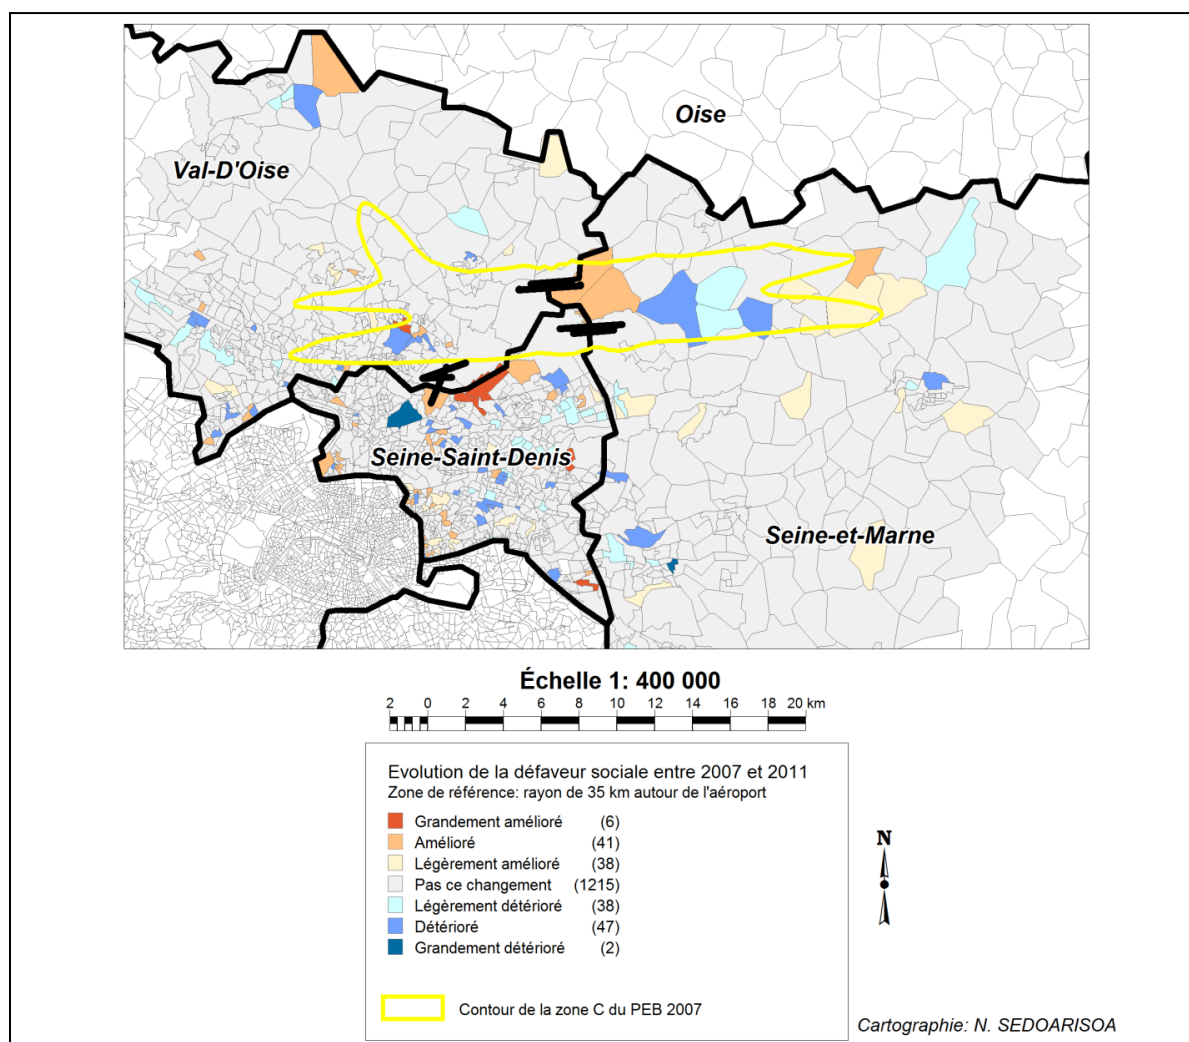 Oise
Val-D'Oise
Seine-Saint-Denis
Seine-et-Marne
Échelle 1: 400 000
2 0 2 4 6 8 10 12 14 16 18 20 km
Evolution de la défaveur sociale entre 2007 et 2011
Zone de référence: rayon de 35 km autour de l'aéroport
Grandement amélioré (6)
Amélioré (41)
Légèrement amélioré (38)
Pas ce changement (1215)
Légèrement détérioré (38)
Détérioré (47)
Grandement détérioré (2)
Contour de la zone C du PEB 2007
N
Cartographie: N. SEDOARISOA